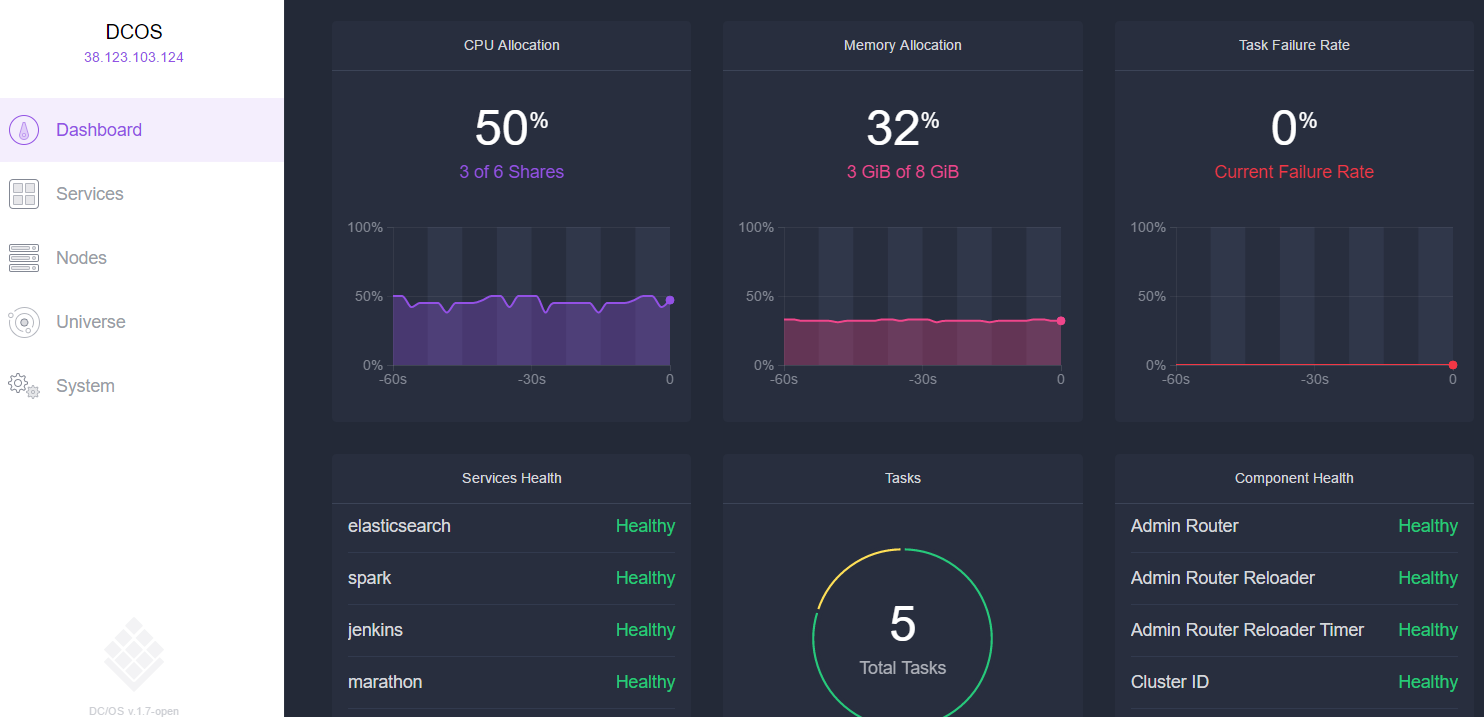 DCOS
38.123.103.124
Dashboard
Services
Nodes
Universe
System
DC/OS v.1.7-open
CPU Allocation
50%
3 of 6 Shares
100%
50%
0%
-60s -30s 0
Memory Allocation
32%
3 GiB of 8 GiB
100%
50%
0%
-60s -30s 0
Task Failure Rate
0%
Current Failure Rate
100%
50%
0%
-60s -30s 0
Services Health
elasticsearch Healthy
spark Healthy
jenkins Healthy
marathon Healthy
Tasks
5
Total Tasks
Component Health
Admin Router Healthy
Admin Router Reloader Healthy
Admin Router Reloader Timer Healthy
Cluster ID Healthy